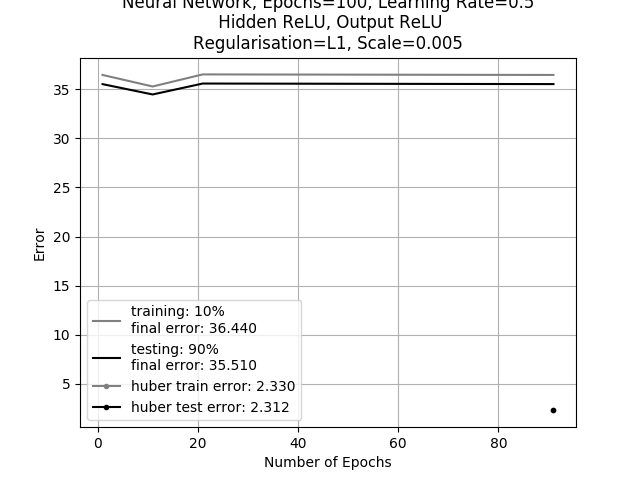 Neural Network, Epochs=100, Learning Rate=0.5
Hidden ReLU, Output ReLU
Regularisation=L1, Scale=0.005
35
30
25
20
15
10
5
Error
training: 10%
final error: 36.440
testing: 90%
final error: 35.510
huber train error: 2.330
huber test error: 2.312
0 20 40 60 80
Number of Epochs